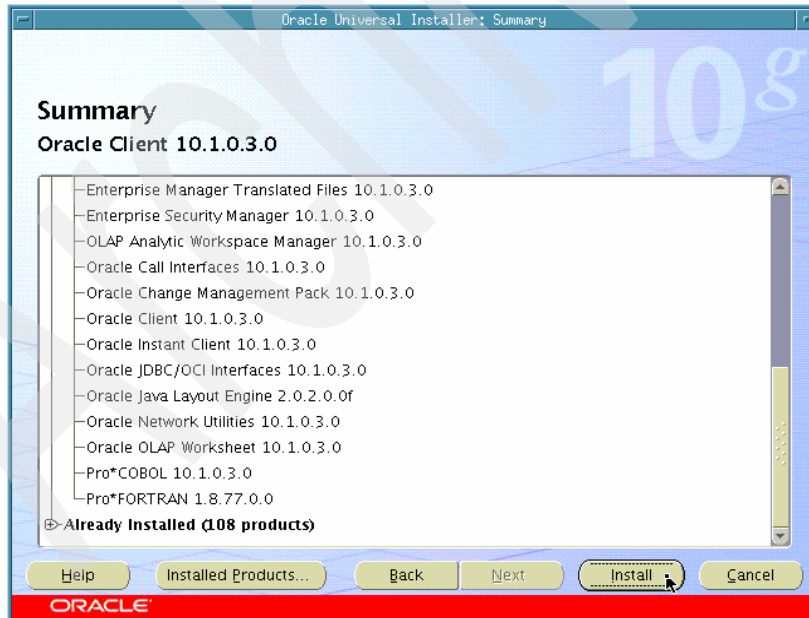 Oracle Universal Installer: Summary
10g
Summary
Oracle Client 10.1.0.3.0
Enterprise Manager Translated Files 10.1.0.3.0
Enterprise Security Manager 10.1.0.3.0
OLAP Analytic Workspace Manager 10.1.0.3.0
Oracle Call Interfaces 10.1.0.3.0
Oracle Change Management Pack 10.1.0.3.0
Oracle Client 10.1.0.3.0
Oracle Instant Client 10.1.0.3.0
Oracle JDBC/OCI Interfaces 10.1.0.3.0
Oracle Java Layout Engine 2.0.2.0.0f
Oracle Network Utilities 10.1.0.3.0
Oracle OLAP Worksheet 10.1.0.3.0
Pro*COBOL 10.1.0.3.0
Pro*FORTRAN 1.8.77.0.0
Already Installed (108 products)
Help Installed Products... Back Next Install Cancel
ORACLE